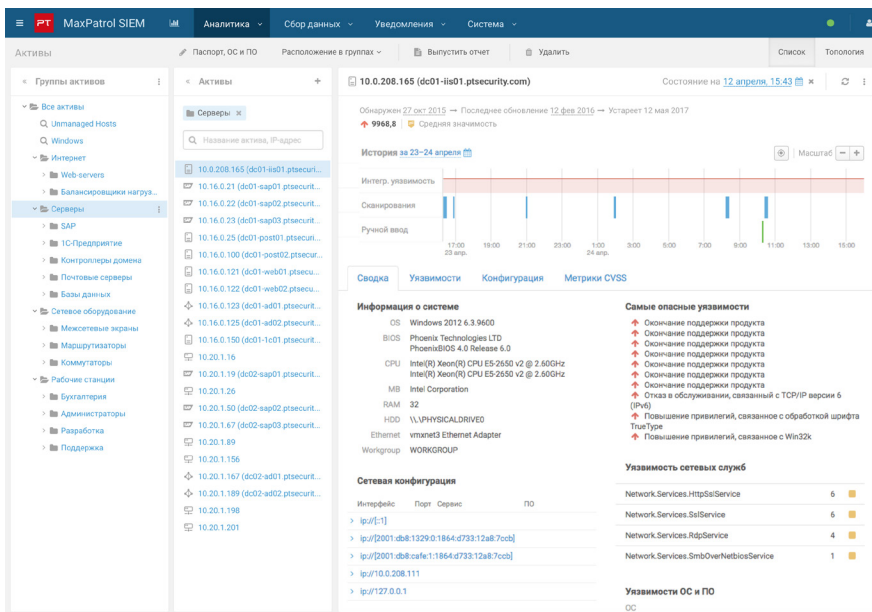 PT MaxPatrol SIEM Аналитика Сбор данных Уведомления Система
Активы Паспорт, ОС и ПО Расположение в группах Выпустить отчет Удалить Список Топология
« Группы активов
Все активы
Unmanaged Hosts
Windows
Интернет
Web-servers
Балансировщики нагруз...
Серверы
SAP
1С-Предприятие
Контроллеры домена
Почтовые серверы
Базы данных
Сетевое оборудование
Межсетевые экраны
Маршрутизаторы
Коммутаторы
Рабочие станции
Бухгалтерия
Администраторы
Разработка
Поддержка
« Активы +
Серверы ×
Название актива, IP-адрес
10.0.208.165 (dc01-iis01.ptsecuri...
10.16.0.21 (dc01-sap01.ptsecurit...
10.16.0.22 (dc01-sap02.ptsecurit...
10.16.0.23 (dc01-sap03.ptsecurit...
10.16.0.25 (dc01-post01.ptsecuri...
10.16.0.100 (dc01-post02.ptsecur...
10.16.0.121 (dc01-web01.ptsecu...
10.16.0.122 (dc01-web02.ptsecu...
10.16.0.123 (dc01-ad01.ptsecurit...
10.16.0.125 (dc01-ad02.ptsecurit...
10.16.0.150 (dc01-1c01.ptsecurit...
10.20.1.16
10.20.1.19 (dc02-sap01.ptsecurit...
10.20.1.26
10.20.1.50 (dc02-sap02.ptsecurit...
10.20.1.67 (dc02-sap03.ptsecurit...
10.20.1.89
10.20.1.156
10.20.1.167 (dc02-ad01.ptsecurit...
10.20.1.189 (dc02-ad02.ptsecurit...
10.20.1.198
10.20.1.201
10.0.208.165 (dc01-iis01.ptsecurity.com) Состояние на 12 апреля, 15:43 ×
Обнаружен 27 окт 2015 → Последнее обновление 12 фев 2016 → Устареет 12 мая 2017
9968,8 Средняя значимость
История за 23–24 апреля Масштаб − +
Интегр. уязвимость
Сканирования
Ручной ввод
17:00 19:00 21:00 23:00 1:00 3:00 5:00 7:00 9:00 11:00 13:00 15:00
23 апр. 24 апр.
Сводка Уязвимости Конфигурация Метрики CVSS
Информация о системе
OS Windows 2012 6.3.9600
BIOS Phoenix Technologies LTD
PhoenixBIOS 4.0 Release 6.0
CPU Intel(R) Xeon(R) CPU E5-2650 v2 @ 2.60GHz
Intel(R) Xeon(R) CPU E5-2650 v2 @ 2.60GHz
MB Intel Corporation
RAM 32
HDD \\.\PHYSICALDRIVE0
Ethernet vmxnet3 Ethernet Adapter
Workgroup WORKGROUP
Сетевая конфигурация
Интерфейс Порт Сервис ПО
ip://[::1]
ip://[2001:db8:1329:0:1864:d733:12a8:7ccb]
ip://[2001:db8:cafe:1:1864:d733:12a8:7ccb]
ip://10.0.208.111
ip://127.0.0.1
Самые опасные уязвимости
Окончание поддержки продукта
Окончание поддержки продукта
Окончание поддержки продукта
Окончание поддержки продукта
Окончание поддержки продукта
Окончание поддержки продукта
Отказ в обслуживании, связанный с TCP/IP версии 6
(IPv6)
Повышение привилегий, связанное с обработкой шрифта
TrueType
Повышение привилегий, связанное с Win32k
Уязвимость сетевых служб
Network.Services.HttpSslService 6
Network.Services.SslService 6
Network.Services.RdpService 4
Network.Services.SmbOverNetbiosService 1
Уязвимости ОС и ПО
ОС